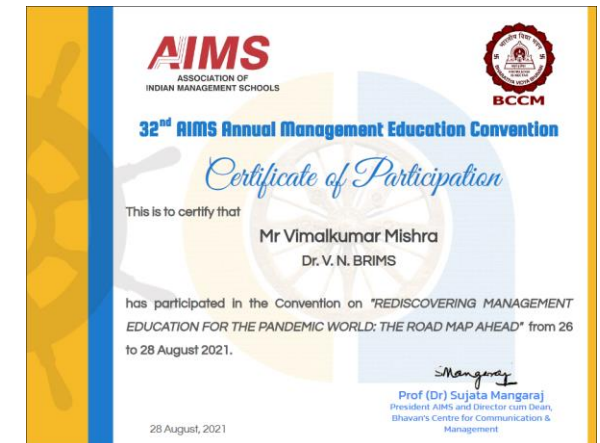 AIMS
ASSOCIATION OF
INDIAN MANAGEMENT SCHOOLS
BCCM
32nd AIMS Annual Management Education Convention
Certificate of Participation
This is to certify that
Mr Vimalkumar Mishra
Dr. V. N. BRIMS
has participated in the Convention on "REDISCOVERING MANAGEMENT
EDUCATION FOR THE PANDEMIC WORLD: THE ROAD MAP AHEAD" from 26
to 28 August 2021.
SMangaraj
Prof (Dr) Sujata Mangaraj
President AIMS and Director cum Dean,
Bhavan's Centre for Communication &
Management
28 August, 2021